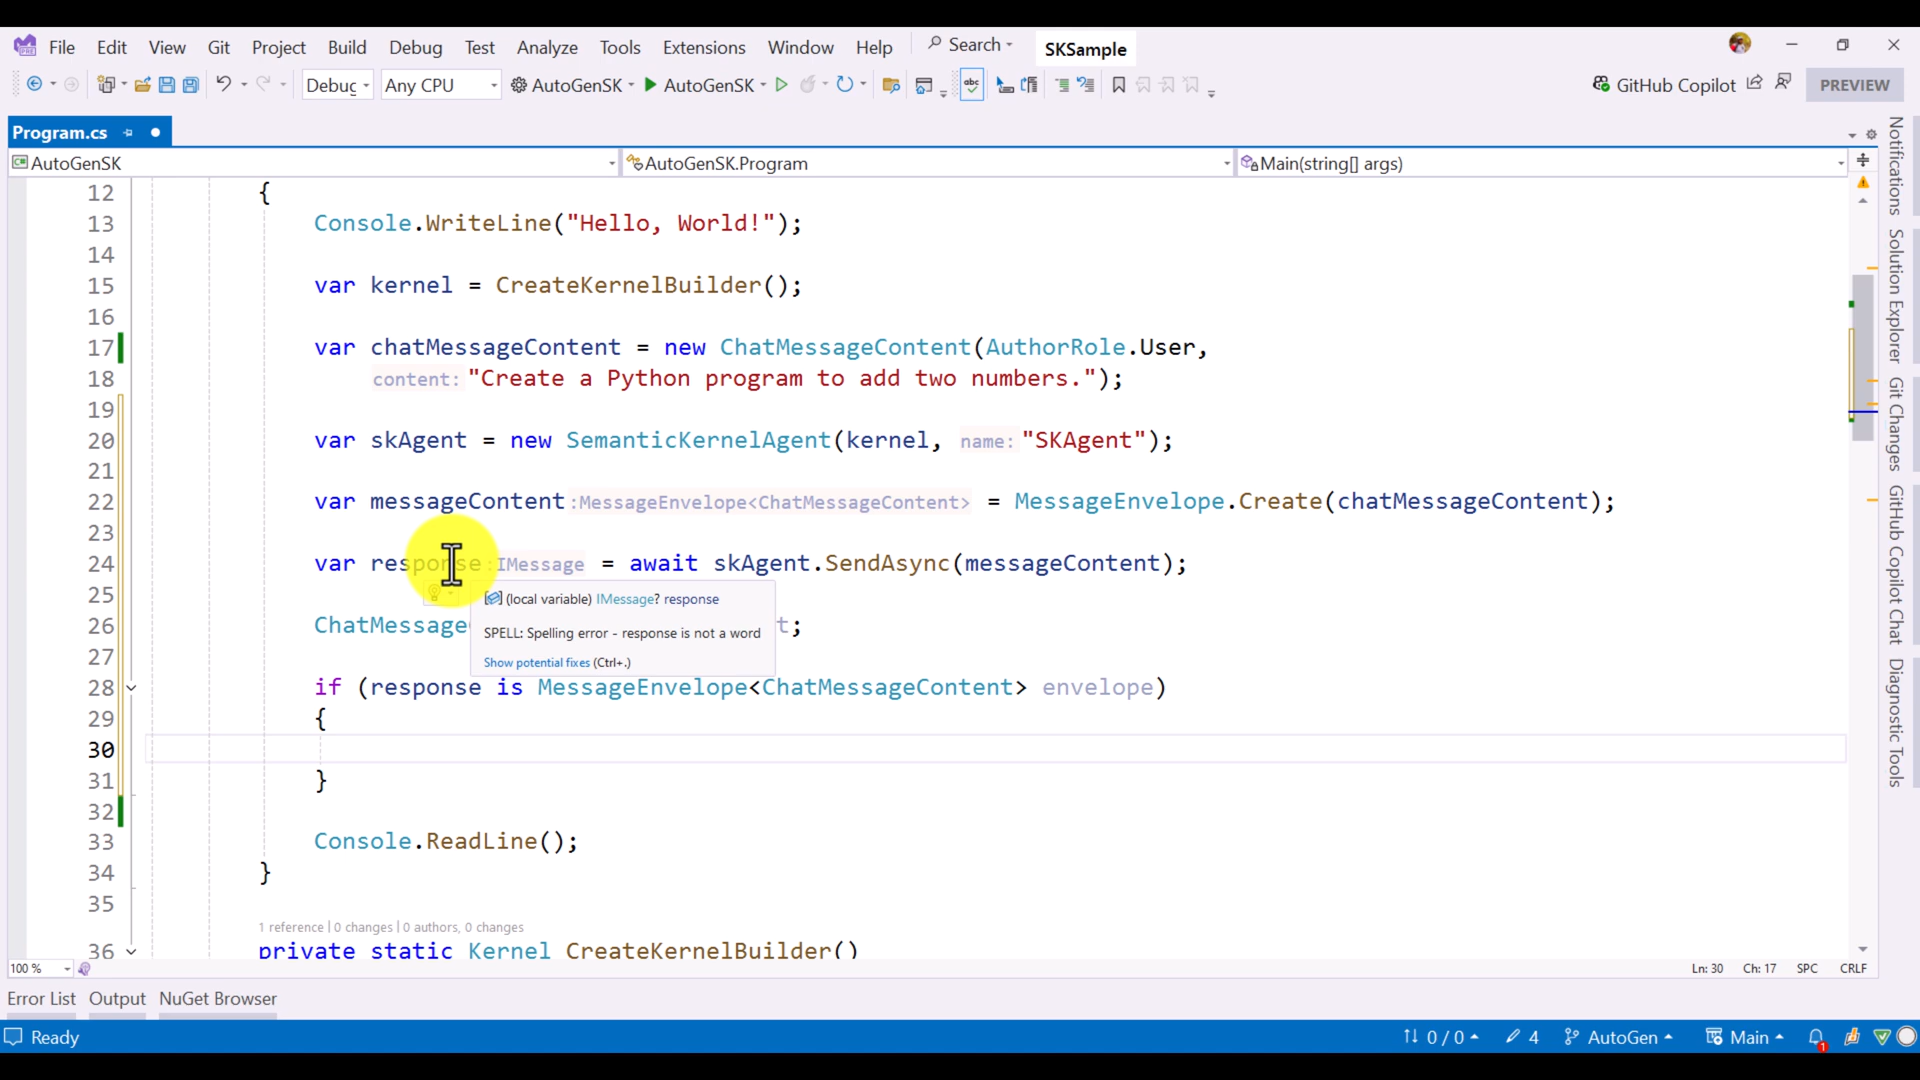 File Edit View Git Project Build Debug Test Analyze Tools Extensions Window Help Search SKSample
Debug Any CPU AutoGenSK AutoGenSK GitHub Copilot PREVIEW
Program.cs
AutoGenSK AutoGenSK.Program Main(string[] args)
12 {
13 Console.WriteLine("Hello, World!");
14
15 var kernel = CreateKernelBuilder();
16
17 var chatMessageContent = new ChatMessageContent(AuthorRole.User,
18 content: "Create a Python program to add two numbers.");
19
20 var skAgent = new SemanticKernelAgent(kernel, name: "SKAgent");
21
22 var messageContent:MessageEnvelope<ChatMessageContent> = MessageEnvelope.Create(chatMessageContent);
23
24 var response:IMessage = await skAgent.SendAsync(messageContent);
25
(local variable) IMessage? response
26 ChatMessage t;
SPELL: Spelling error - response is not a word
27
Show potential fixes (Ctrl+.)
28 if (response is MessageEnvelope<ChatMessageContent> envelope)
29 {
30
31 }
32
33 Console.ReadLine();
34 }
35
1 reference | 0 changes | 0 authors, 0 changes
36 private static Kernel CreateKernelBuilder()
100 % Ln: 30 Ch: 17 SPC CRLF
Error List Output NuGet Browser
Ready 0 / 0 4 AutoGen Main 1
Notifications
Solution Explorer
Git Changes
GitHub Copilot Chat
Diagnostic Tools